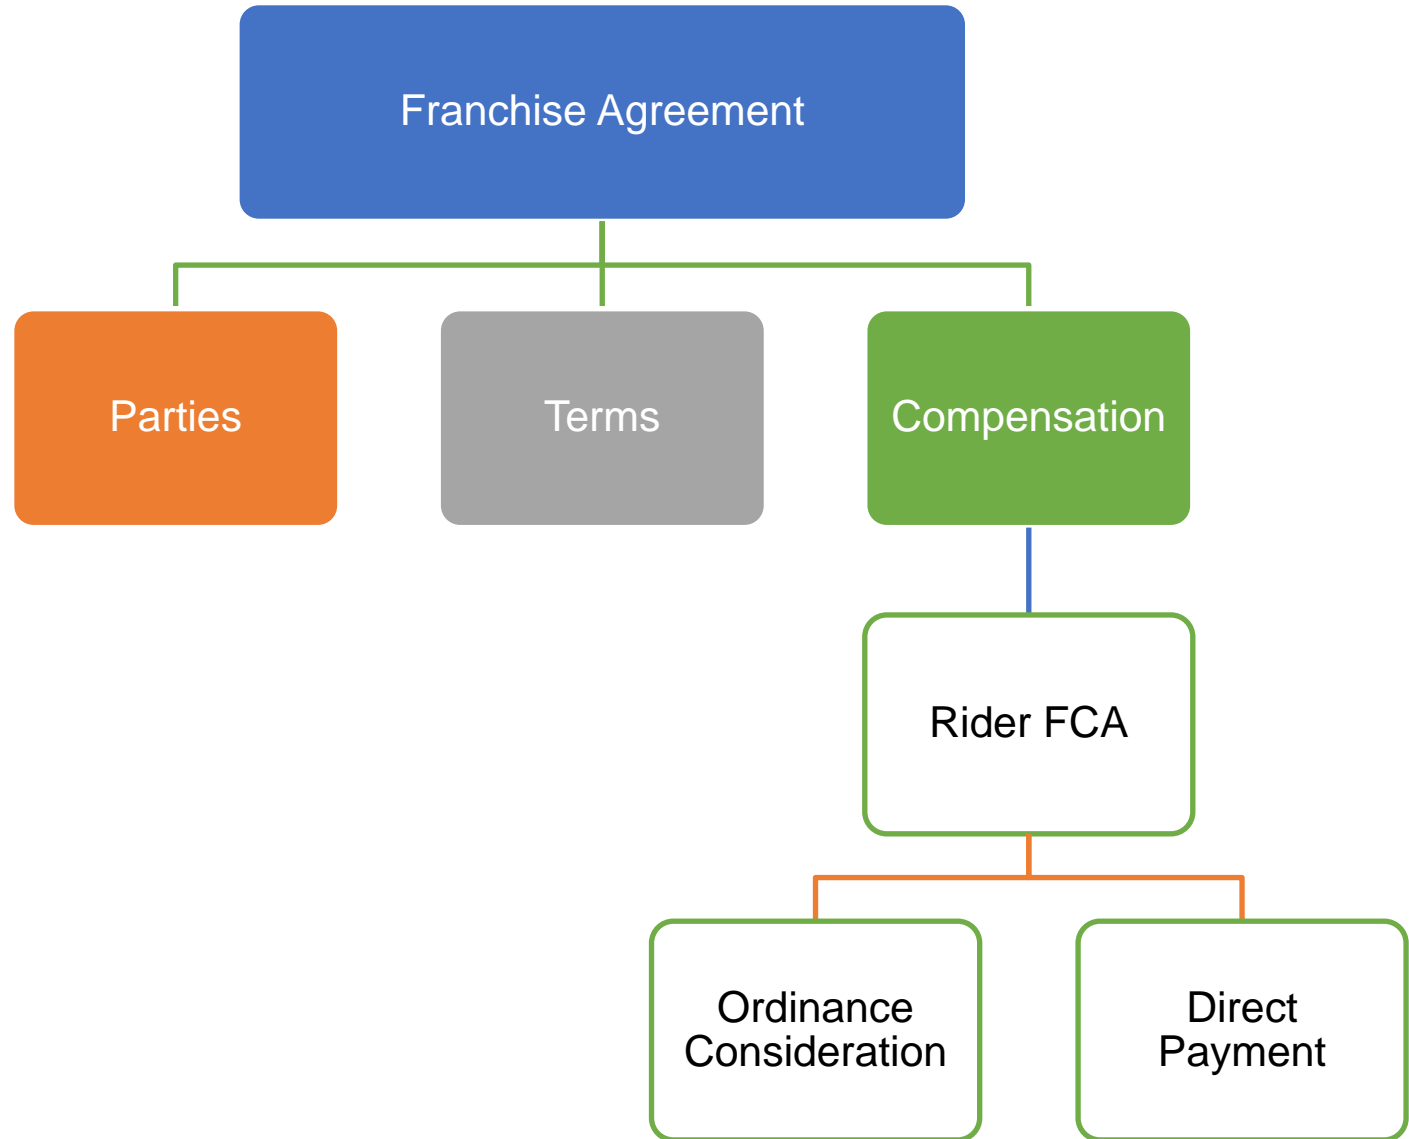 Franchise Agreement
Parties
Terms
Compensation
Rider FCA
Ordinance
Consideration
Direct
Payment